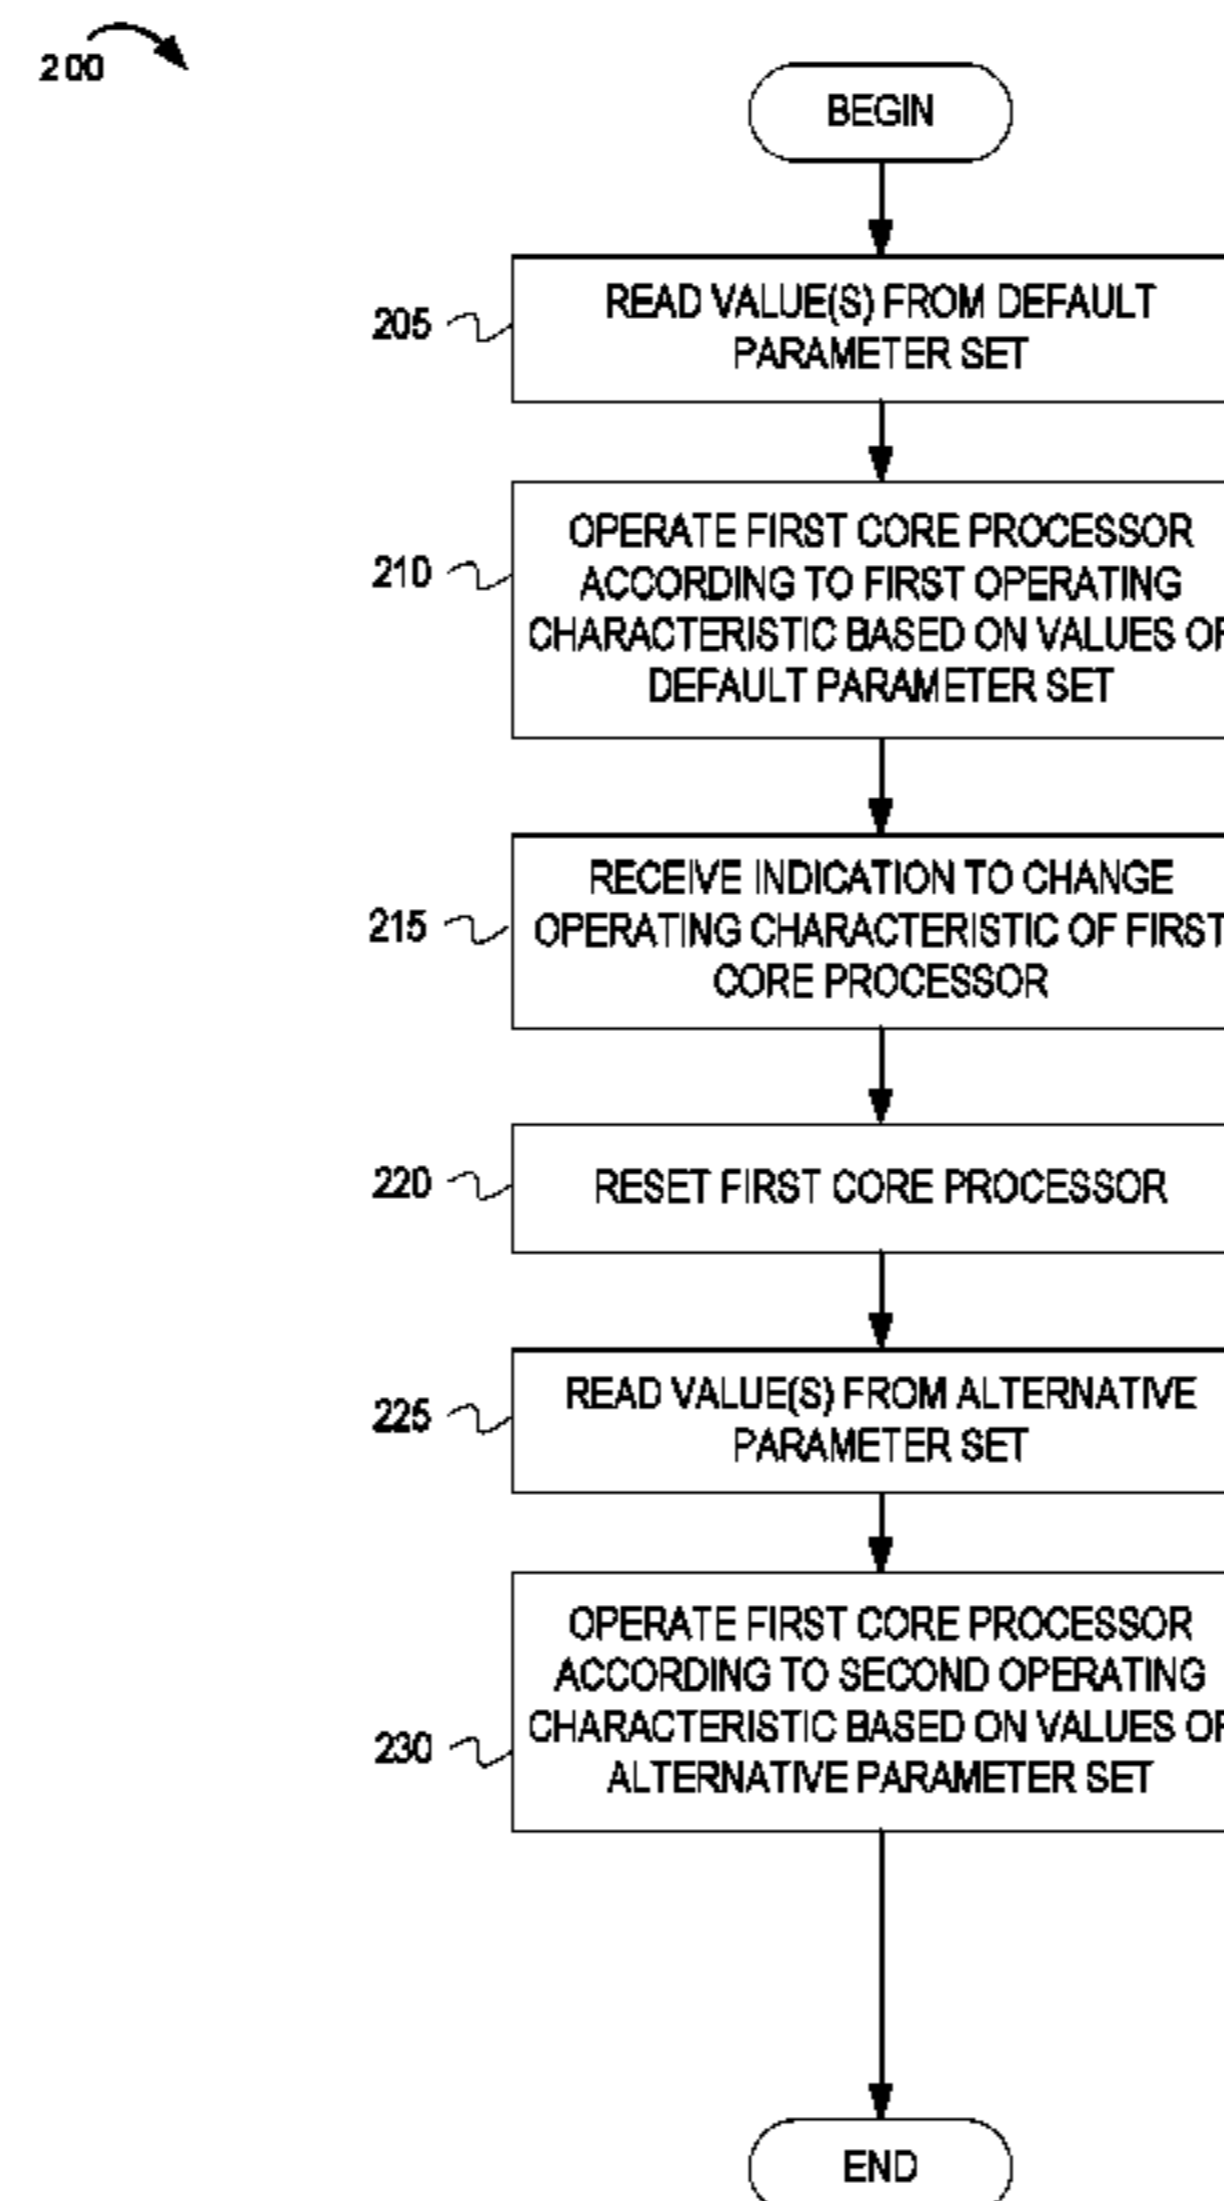 200
BEGIN
205
READ VALUE(S) FROM DEFAULT
PARAMETER SET
210
OPERATE FIRST CORE PROCESSOR
ACCORDING TO FIRST OPERATING
CHARACTERISTIC BASED ON VALUES OF
DEFAULT PARAMETER SET
215
RECEIVE INDICATION TO CHANGE
OPERATING CHARACTERISTIC OF FIRST
CORE PROCESSOR
220
RESET FIRST CORE PROCESSOR
225
READ VALUE(S) FROM ALTERNATIVE
PARAMETER SET
230
OPERATE FIRST CORE PROCESSOR
ACCORDING TO SECOND OPERATING
CHARACTERISTIC BASED ON VALUES OF
ALTERNATIVE PARAMETER SET
END